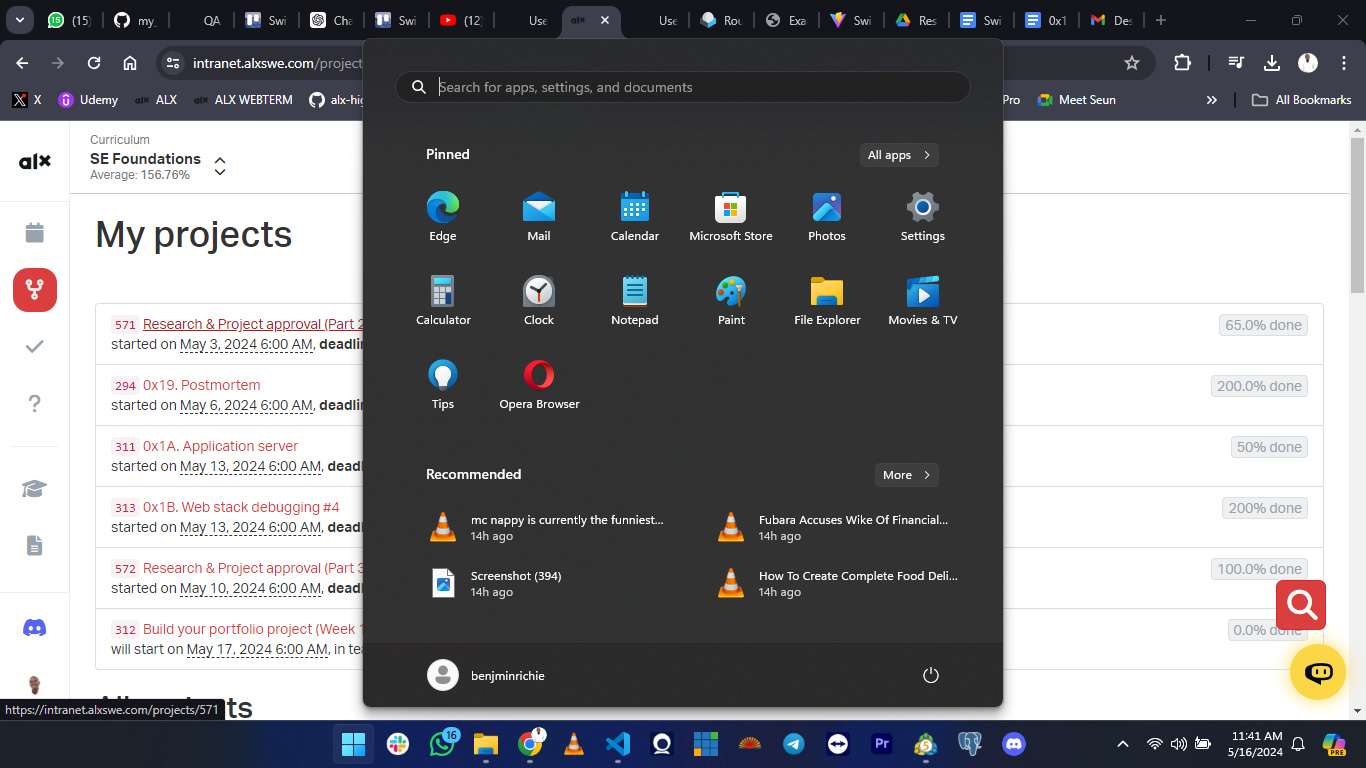 (15)
my_
QA
Swi
Cha
Swi
(12)
Use
alx
Use
Rou
Exa
Swi
Res
Swi
0x1
Des
intranet.alxswe.com/project
X
Udemy
ALX
ALX WEBTERM
alx-hig
Pro
Meet Seun
All Bookmarks
alx
Curriculum
SE Foundations
Average: 156.76%
My projects
571 Research & Project approval (Part 2
started on May 3, 2024 6:00 AM, deadlin
65.0% done
294 0x19. Postmortem
started on May 6, 2024 6:00 AM, deadlin
200.0% done
311 0x1A. Application server
started on May 13, 2024 6:00 AM, deadl
50% done
313 0x1B. Web stack debugging #4
started on May 13, 2024 6:00 AM, deadl
200% done
572 Research & Project approval (Part 3
started on May 10, 2024 6:00 AM, deadl
100.0% done
312 Build your portfolio project (Week 1
will start on May 17, 2024 6:00 AM, in tea
0.0% done
ts
https://intranet.alxswe.com/projects/571
Search for apps, settings, and documents
Pinned
All apps
Edge
Mail
Calendar
Microsoft Store
Photos
Settings
Calculator
Clock
Notepad
Paint
File Explorer
Movies & TV
Tips
Opera Browser
Recommended
More
mc nappy is currently the funniest...
14h ago
Fubara Accuses Wike Of Financial...
14h ago
Screenshot (394)
14h ago
How To Create Complete Food Deli...
14h ago
benjminrichie
16
Pr
11:41 AM
5/16/2024
PRE